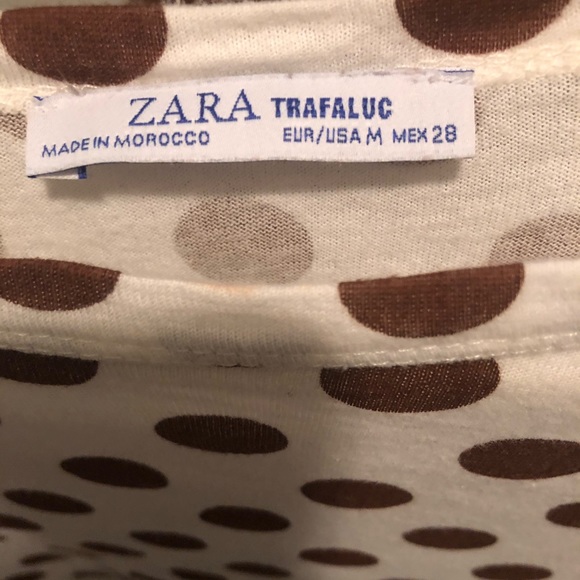 ZARA TRAFALUC
MADE IN MOROCCO EUR/USA M MEX 28